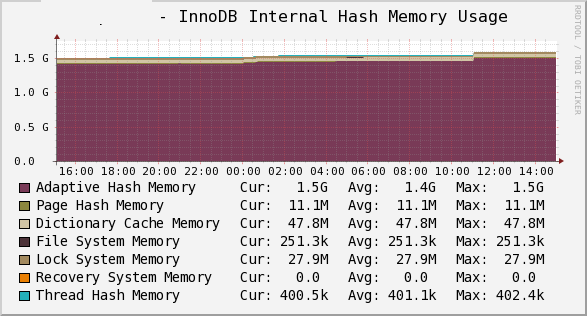 - InnoDB Internal Hash Memory Usage
RRDTOOL / TOBI OETIKER
1.5 G
1.0 G
0.5 G
0.0
16:00 18:00 20:00 22:00 00:00 02:00 04:00 06:00 08:00 10:00 12:00 14:00
Adaptive Hash Memory Cur: 1.5G Avg: 1.4G Max: 1.5G
Page Hash Memory Cur: 11.1M Avg: 11.1M Max: 11.1M
Dictionary Cache Memory Cur: 47.8M Avg: 47.8M Max: 47.8M
File System Memory Cur: 251.3k Avg: 251.3k Max: 251.3k
Lock System Memory Cur: 27.9M Avg: 27.9M Max: 27.9M
Recovery System Memory Cur: 0.0 Avg: 0.0 Max: 0.0
Thread Hash Memory Cur: 400.5k Avg: 401.1k Max: 402.4k